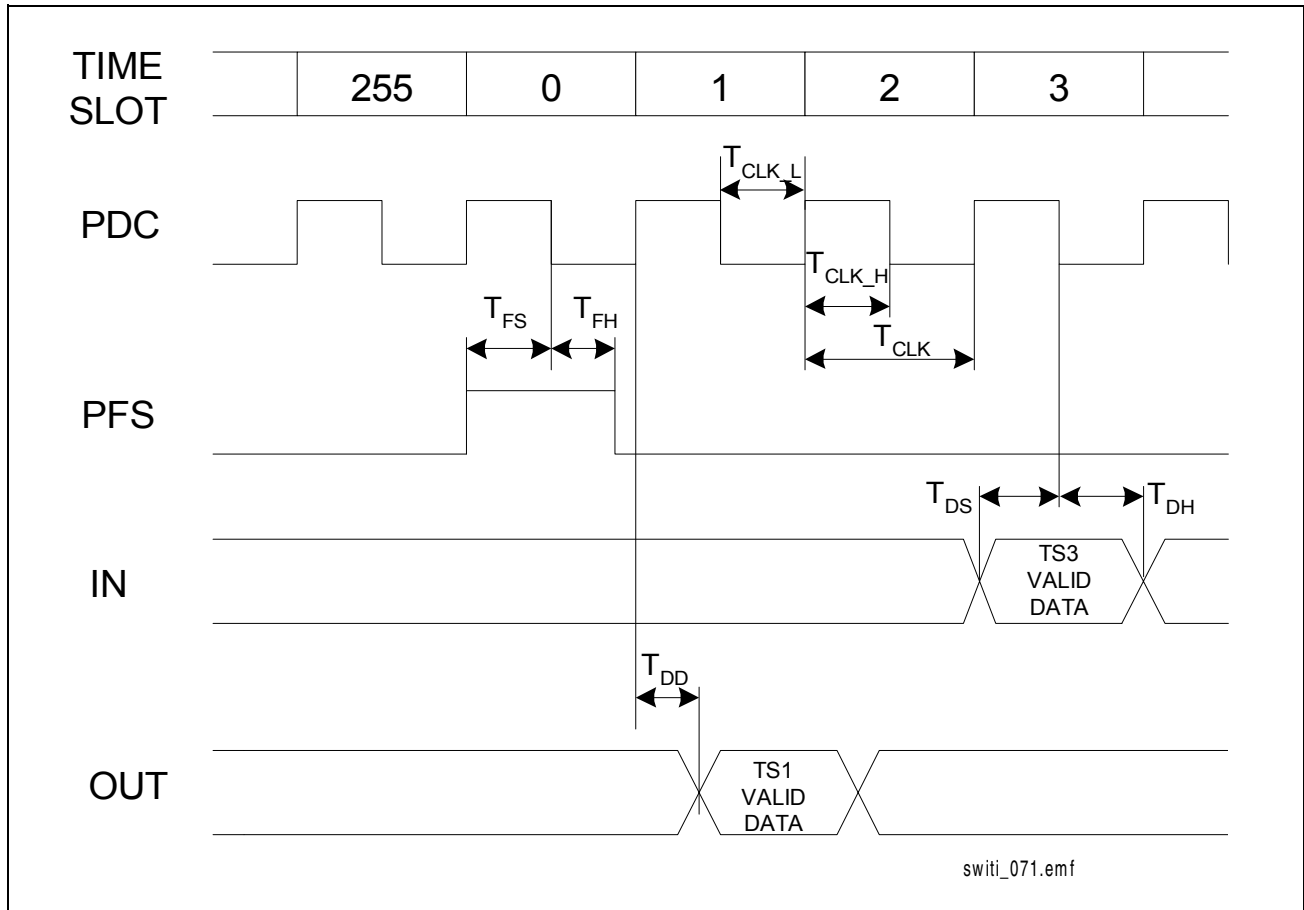 TIME
SLOT
255
0
1
2
3
T CLK_L
PDC
T CLK_H
T FS
T FH
T CLK
PFS
T DS
T DH
TS3
VALID
DATA
IN
T DD
TS1
VALID
DATA
OUT
switi_071.emf